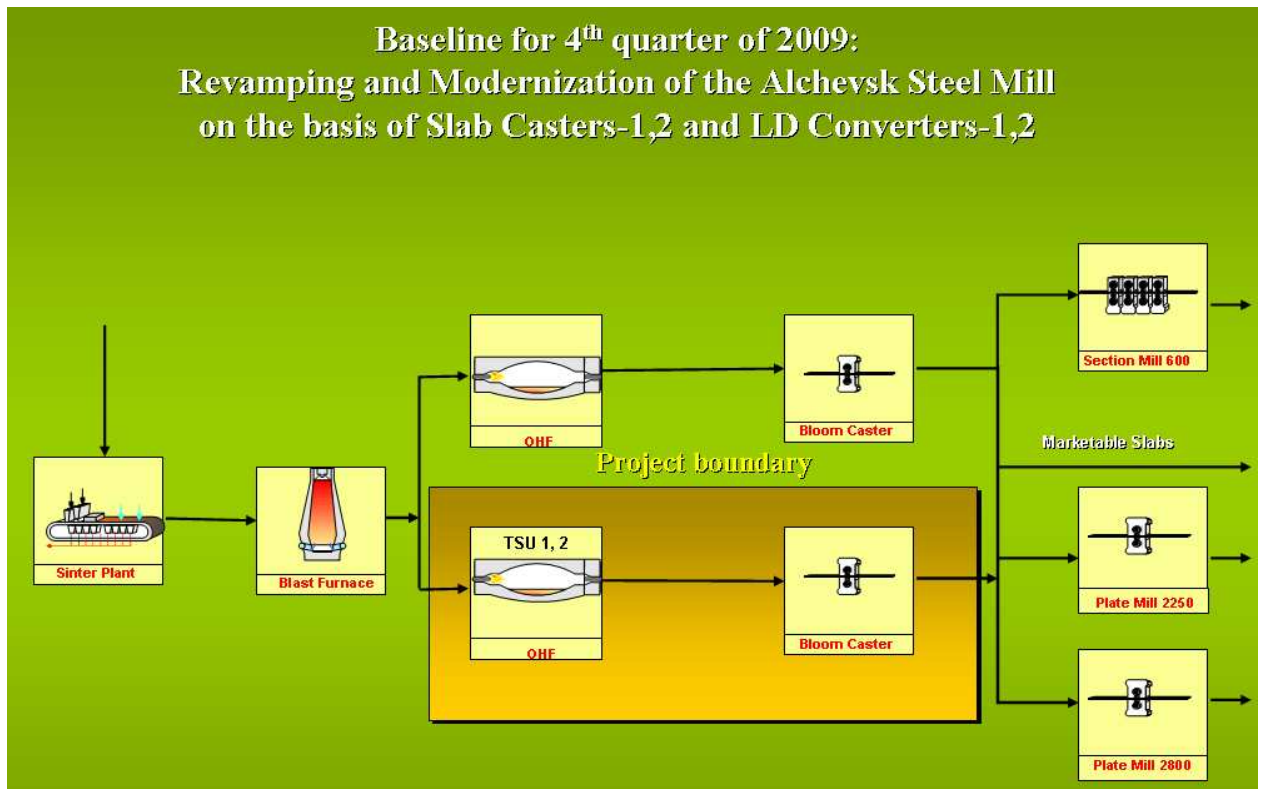 Baseline for 4th quarter of 2009:
Revamping and Modernization of the Alchevsk Steel Mill
on the basis of Slab Casters-1,2 and LD Converters-1,2
Section Mill 600
OHF
Bloom Caster
Marketable Slabs
Project boundary
TSU 1, 2
Sinter Plant
Blast Furnace
Plate Mill 2250
OHF
Bloom Caster
Plate Mill 2800